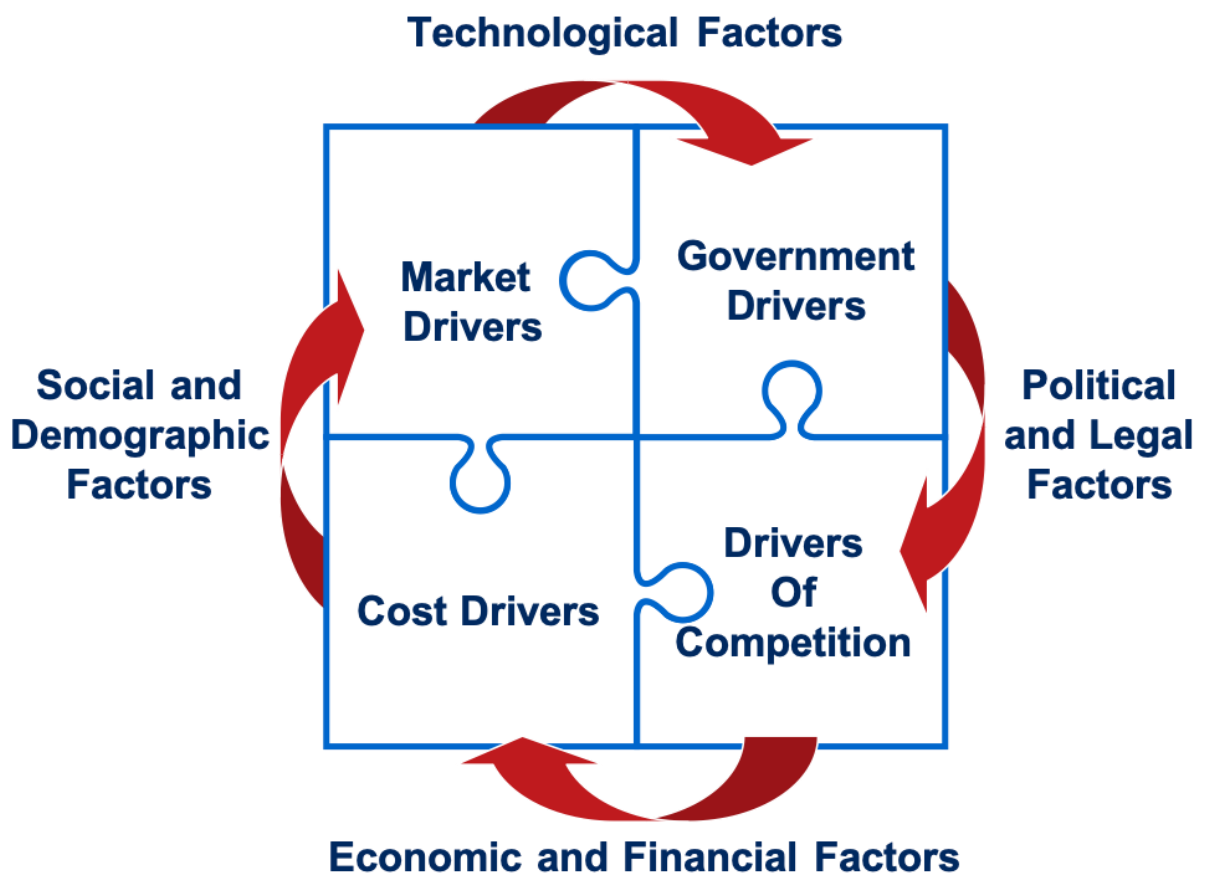 Technological Factors
Market
Drivers
Government
Drivers
Social and
Demographic
Factors
Political
and Legal
Factors
Cost Drivers
Drivers
Of
Competition
Economic and Financial Factors